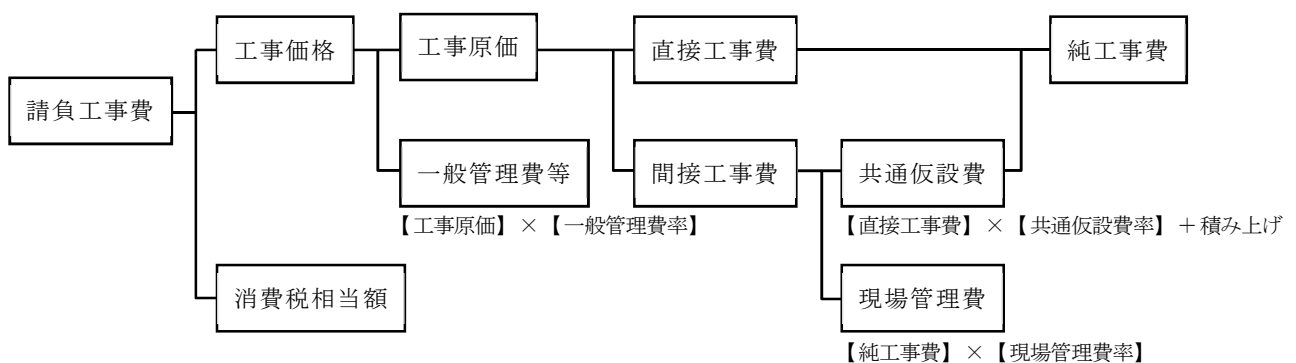 工事価格
工事原価
直接工事費
純工事費
請負工事費
一般管理費等
間接工事費
共通仮設費
【工事原価】×【一般管理費率】
【直接工事費】×【共通仮設費率】＋積み上げ
消費税相当額
現場管理費
【純工事費】×【現場管理費率】